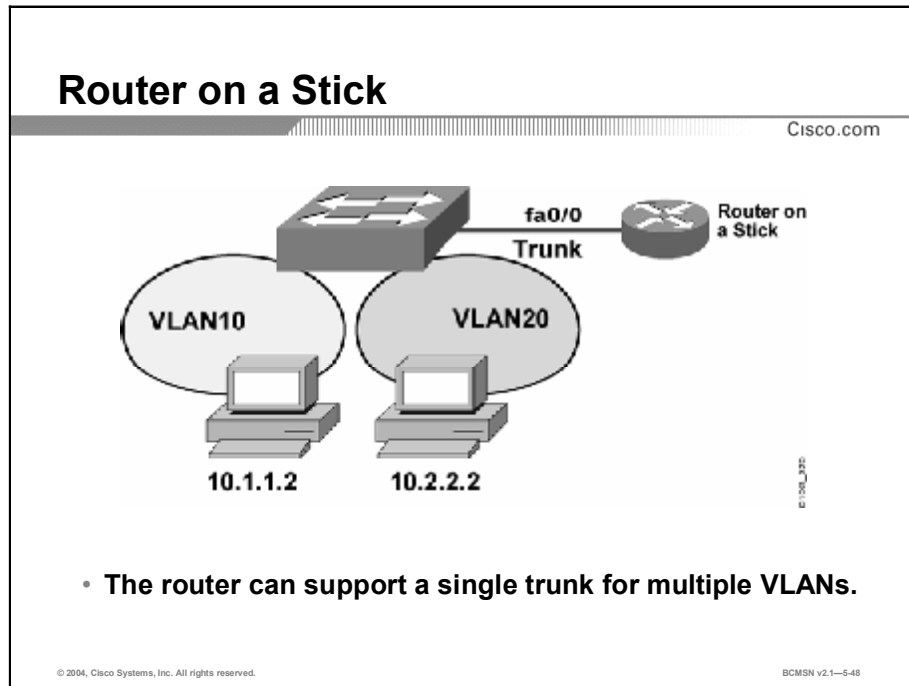 Router on a Stick
Cisco.com
fa0/0
Trunk
Router on
a Stick
VLAN10
VLAN20
10.1.1.2
10.2.2.2
• The router can support a single trunk for multiple VLANs.
© 2004, Cisco Systems, Inc. All rights reserved.
BCMSN v2.1—5-48